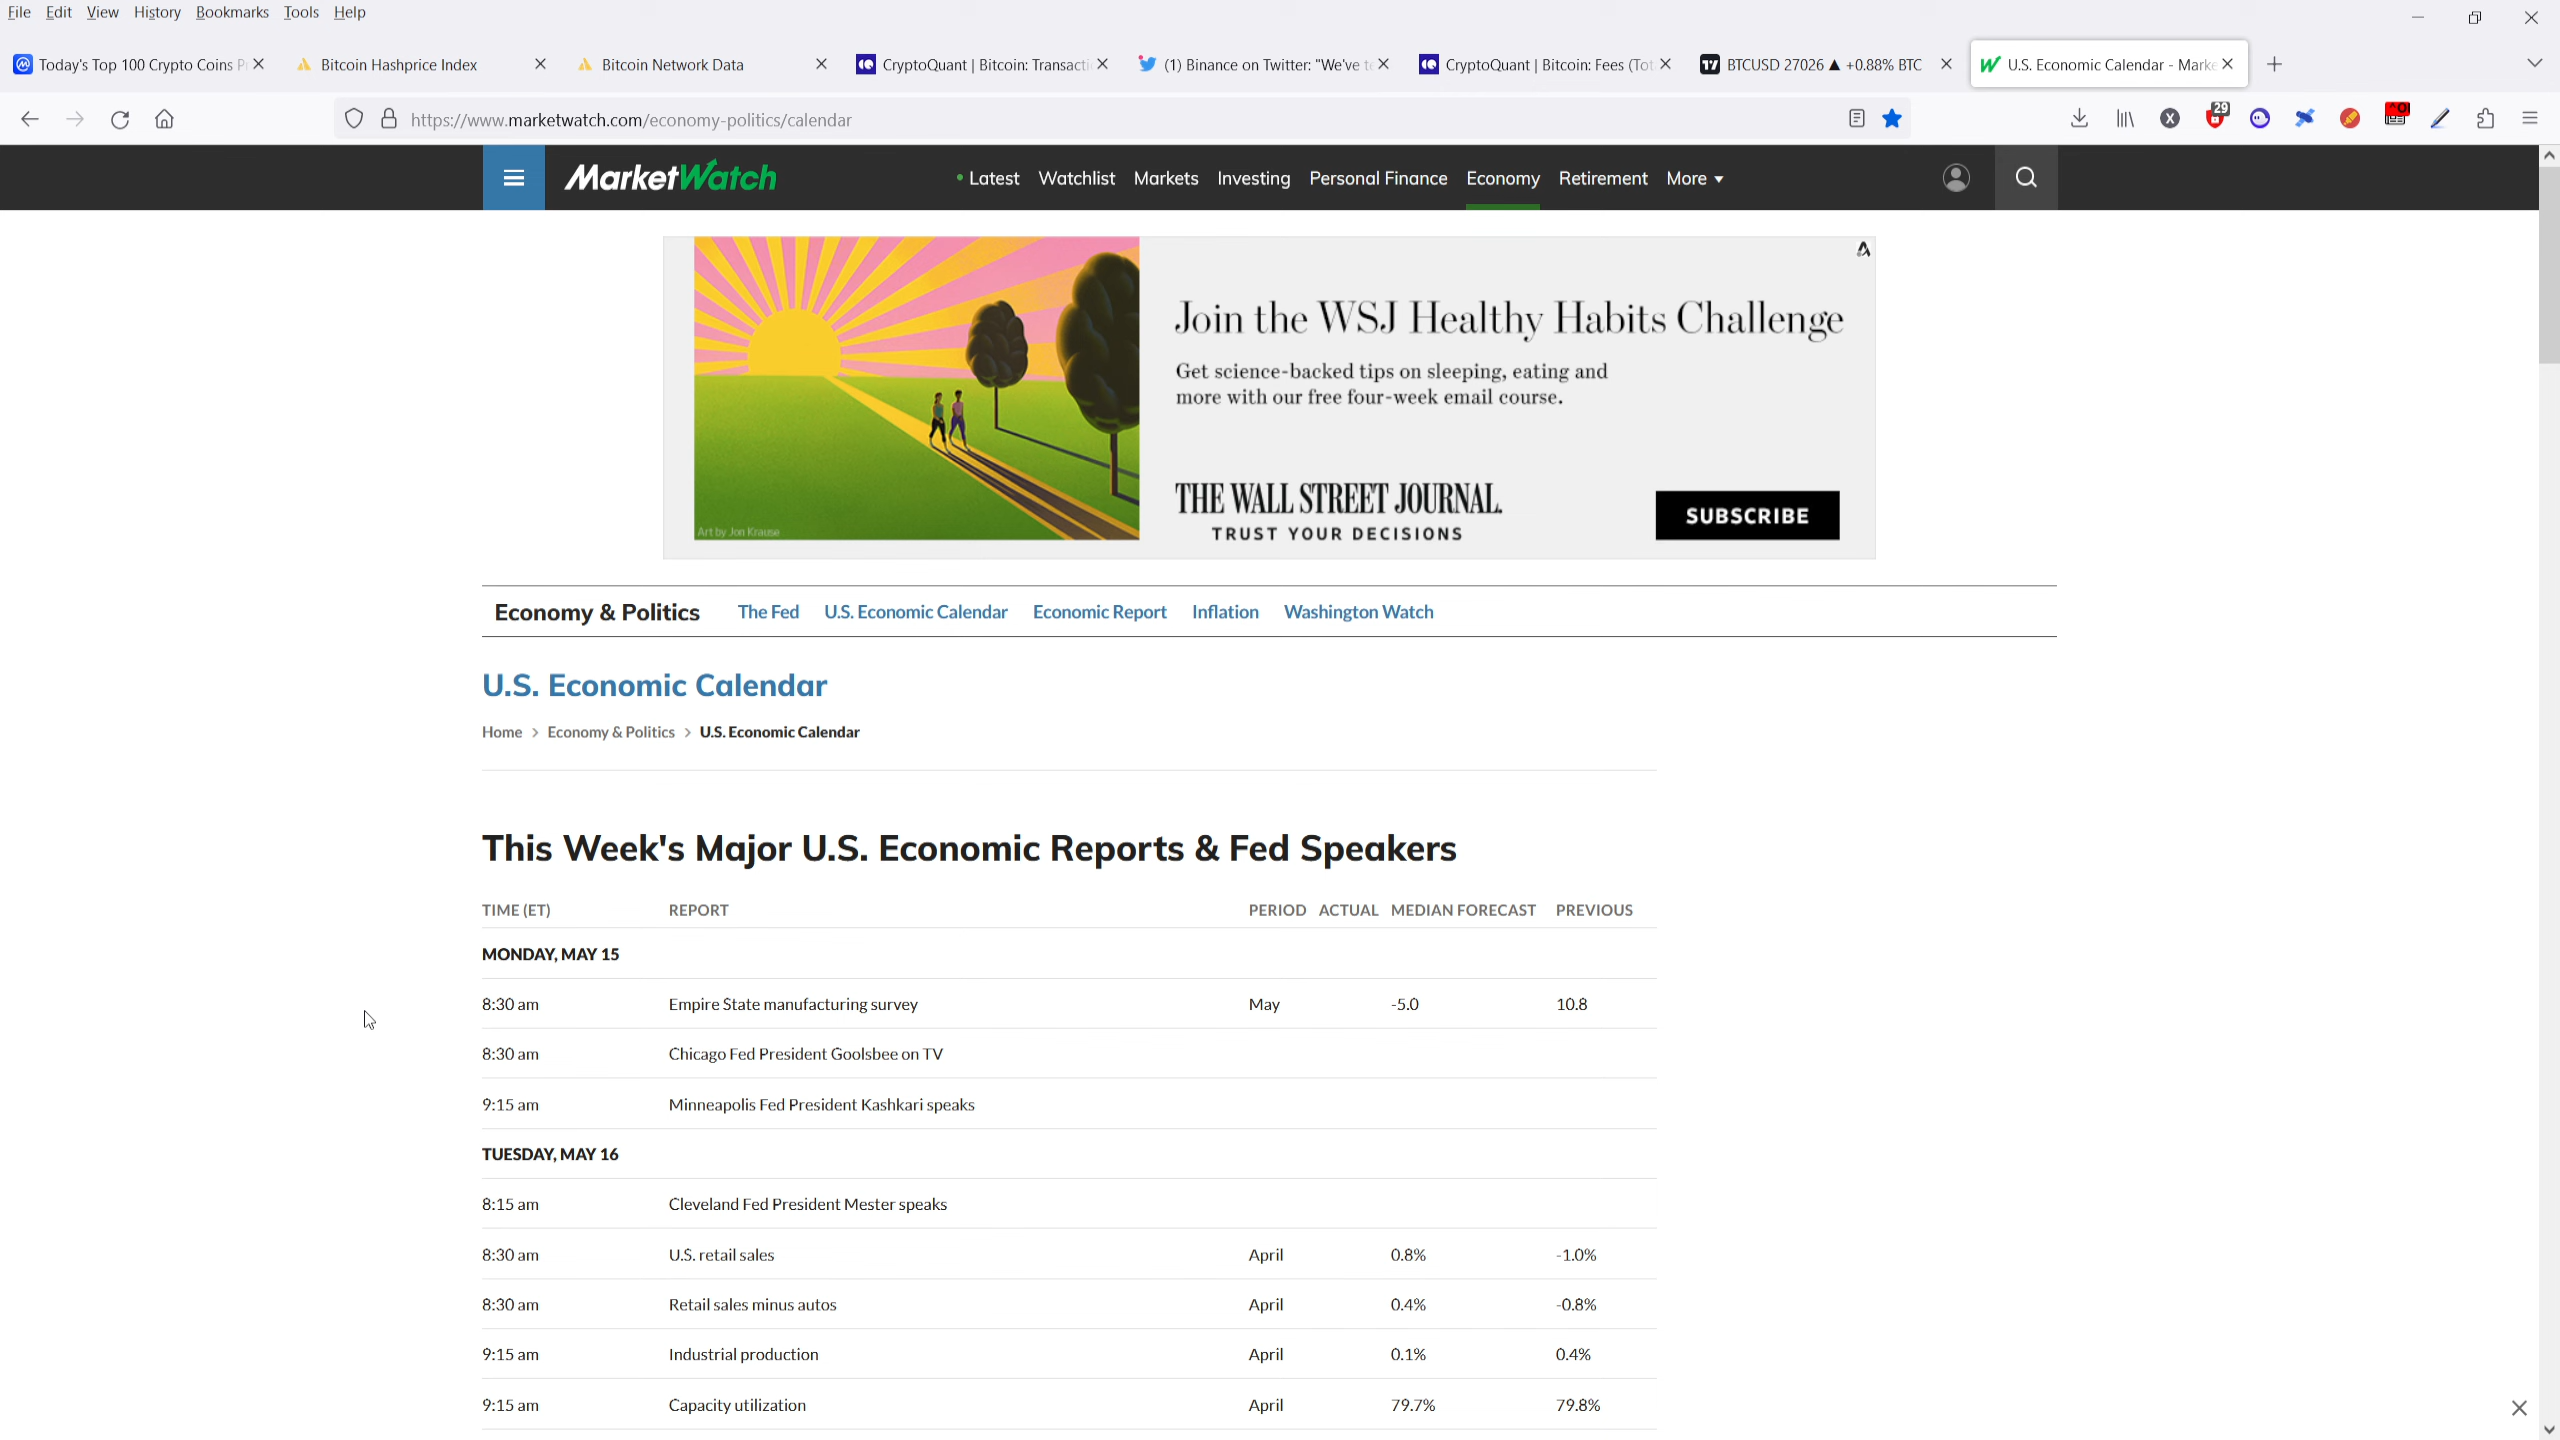 File Edit View History Bookmarks Tools Help
Today's Top 100 Crypto Coins
Bitcoin Hashprice Index
Bitcoin Network Data
CryptoQuant | Bitcoin: Transacti
(1) Binance on Twitter: "We've t
CryptoQuant | Bitcoin: Fees (Tot
BTCUSD 27026 ▲ +0.88% BTC
U.S. Economic Calendar - Marke
https://www.marketwatch.com/economy-politics/calendar
29
MarketWatch
Latest Watchlist Markets Investing Personal Finance Economy Retirement More
Join the WSJ Healthy Habits Challenge
Get science-backed tips on sleeping, eating and
more with our free four-week email course.
THE WALL STREET JOURNAL.
TRUST YOUR DECISIONS
SUBSCRIBE
Art by Jon Krause
Economy & Politics The Fed U.S. Economic Calendar Economic Report Inflation Washington Watch
U.S. Economic Calendar
Home > Economy & Politics > U.S. Economic Calendar
This Week's Major U.S. Economic Reports & Fed Speakers
TIME (ET) REPORT PERIOD ACTUAL MEDIAN FORECAST PREVIOUS
MONDAY, MAY 15
8:30 am Empire State manufacturing survey May -5.0 10.8
8:30 am Chicago Fed President Goolsbee on TV
9:15 am Minneapolis Fed President Kashkari speaks
TUESDAY, MAY 16
8:15 am Cleveland Fed President Mester speaks
8:30 am U.S. retail sales April 0.8% -1.0%
8:30 am Retail sales minus autos April 0.4% -0.8%
9:15 am Industrial production April 0.1% 0.4%
9:15 am Capacity utilization April 79.7% 79.8%